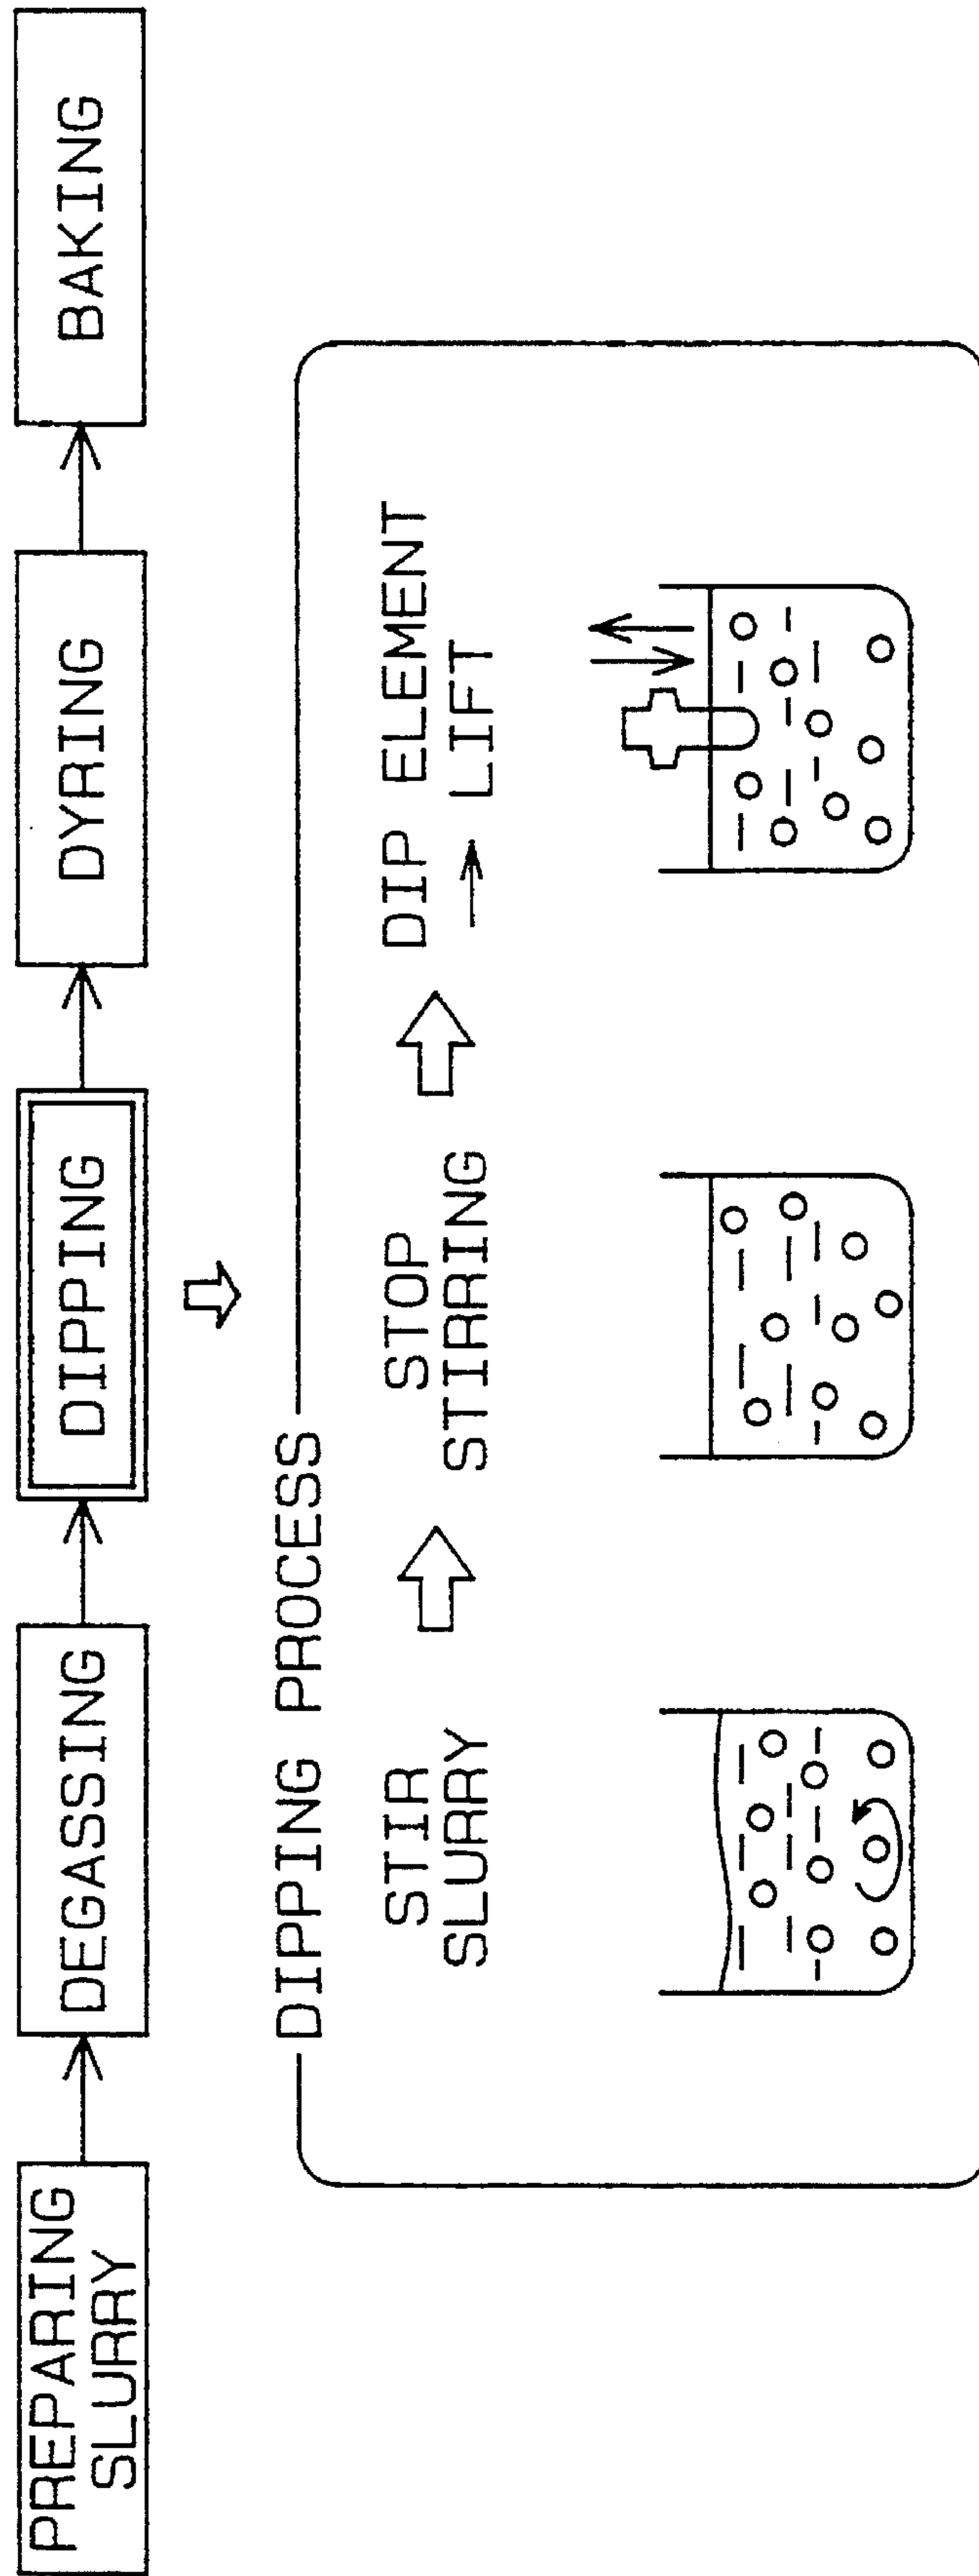 PREPARING
SLURRY
DEGASSING
DIPPING
DYRING
BAKING
DIPPING PROCESS
STIR
SLURRY
STOP
STIRRING
DIP ELEMENT
LIFT